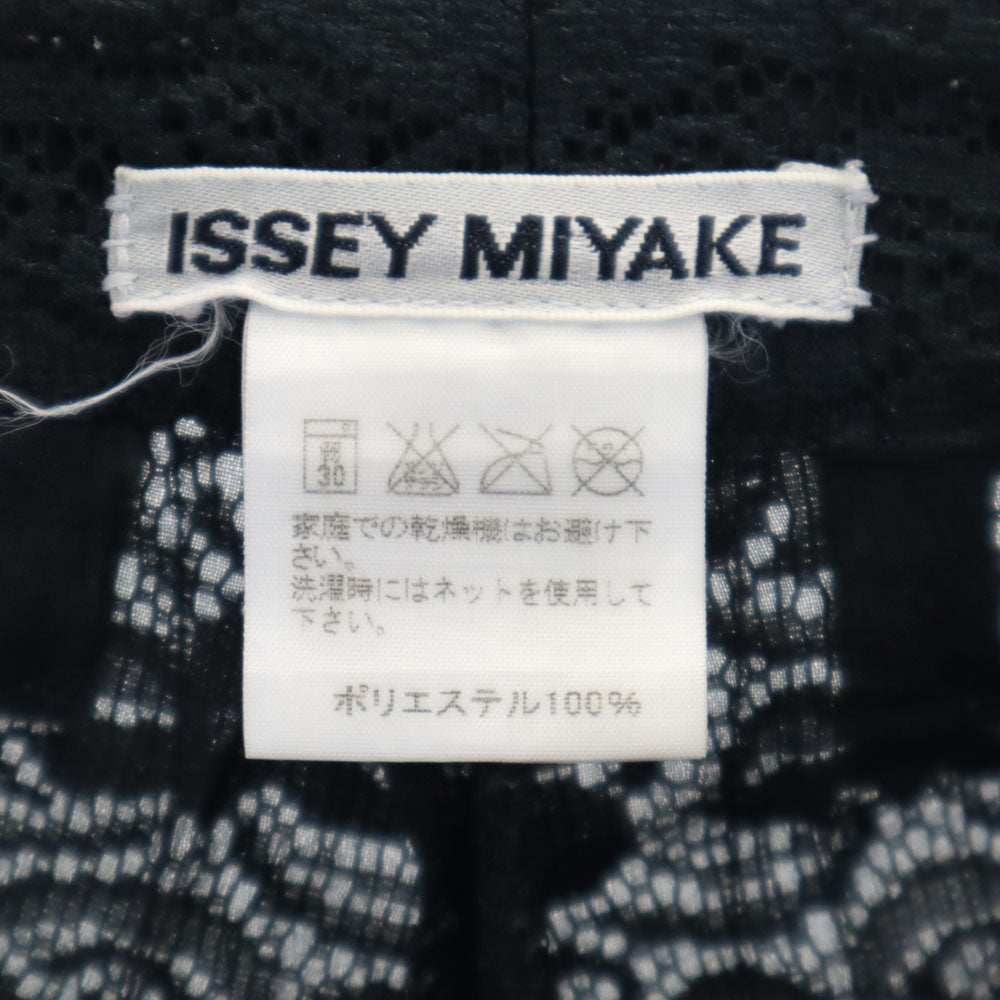 ISSEY MIYAKE
30
家庭での乾燥機はお避け下
さい。
洗濯時にはネットを使用して
下さい。
ポリエステル100%